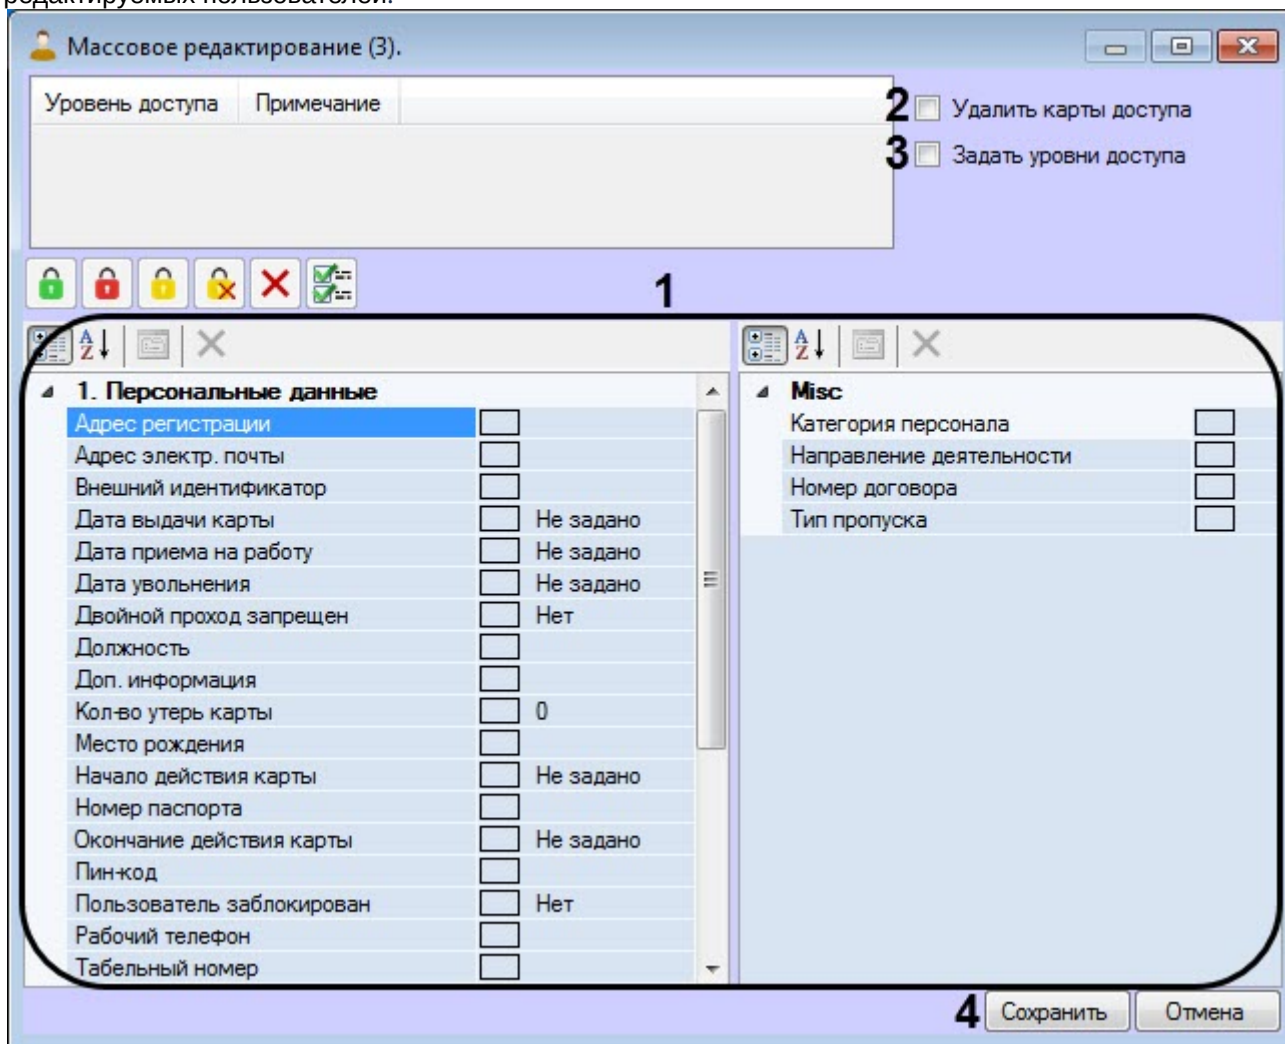 редактируемых пользователей.
Массовое редактирование (3).
Уровень доступа Примечание
2 Удалить карты доступа
3 Задать уровни доступа
1
1. Персональные данные
Адрес регистрации
Адрес электр. почты
Внешний идентификатор
Дата выдачи карты Не задано
Дата приема на работу Не задано
Дата увольнения Не задано
Двойной проход запрещен Нет
Должность
Доп. информация
Кол-во утерь карты 0
Место рождения
Начало действия карты Не задано
Номер паспорта
Окончание действия карты Не задано
Пин-код
Пользователь заблокирован Нет
Рабочий телефон
Табельный номер
Misc
Категория персонала
Направление деятельности
Номер договора
Тип пропуска
4 Сохранить Отмена